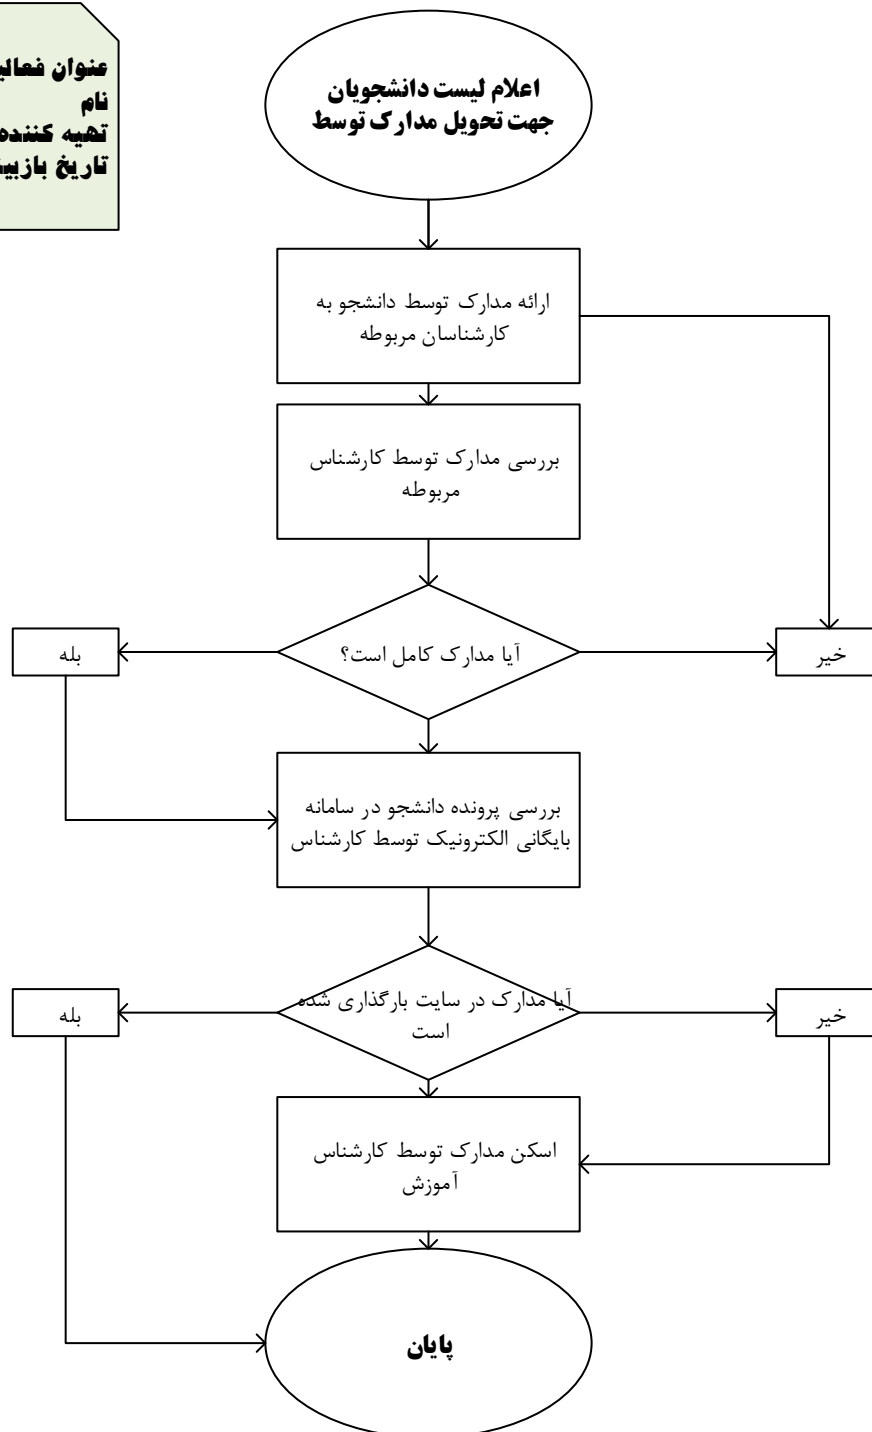 عنوان
نام
تهیه کننده
تاریخ
اعلام لیست دانشجویان
جهت تحویل مدارک توسط
ارائه مدارک توسط دانشجو به
کارشناسان مربوطه
بررسی مدارک توسط کارشناس
مربوطه
بله
آیا مدارک کامل است؟
خیر
بررسی پرونده دانشجو در سامانه
بایگانی الکترونیک توسط کارشناس
بله
آیا مدارک در سایت بارگذاری شده
است
خیر
اسکن مدارک توسط کارشناس
آموزش
پایان